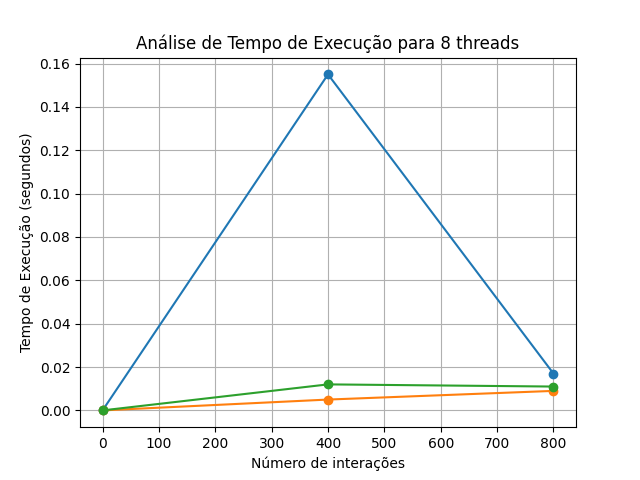 Análise de Tempo de Execução para 8 threads
Tempo de Execução (segundos)
0.16
0.14
0.12
0.10
0.08
0.06
0.04
0.02
0.00
0 100 200 300 400 500 600 700 800
Número de interações